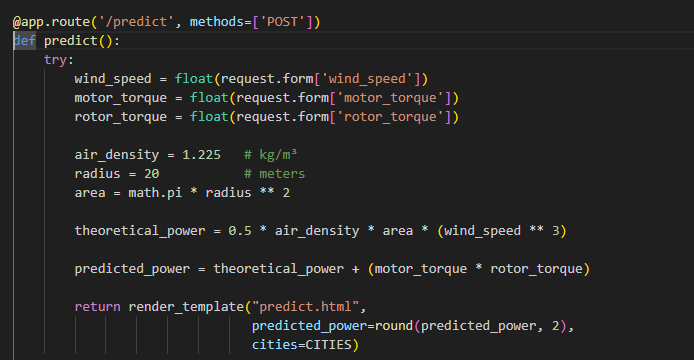 @app.route('/predict', methods=['POST'])
def predict():
try:
wind_speed = float(request.form['wind_speed'])
motor_torque = float(request.form['motor_torque'])
rotor_torque = float(request.form['rotor_torque'])
air_density = 1.225 # kg/m³
radius = 20 # meters
area = math.pi * radius ** 2
theoretical_power = 0.5 * air_density * area * (wind_speed ** 3)
predicted_power = theoretical_power + (motor_torque * rotor_torque)
return render_template("predict.html",
predicted_power=round(predicted_power, 2),
cities=CITIES)